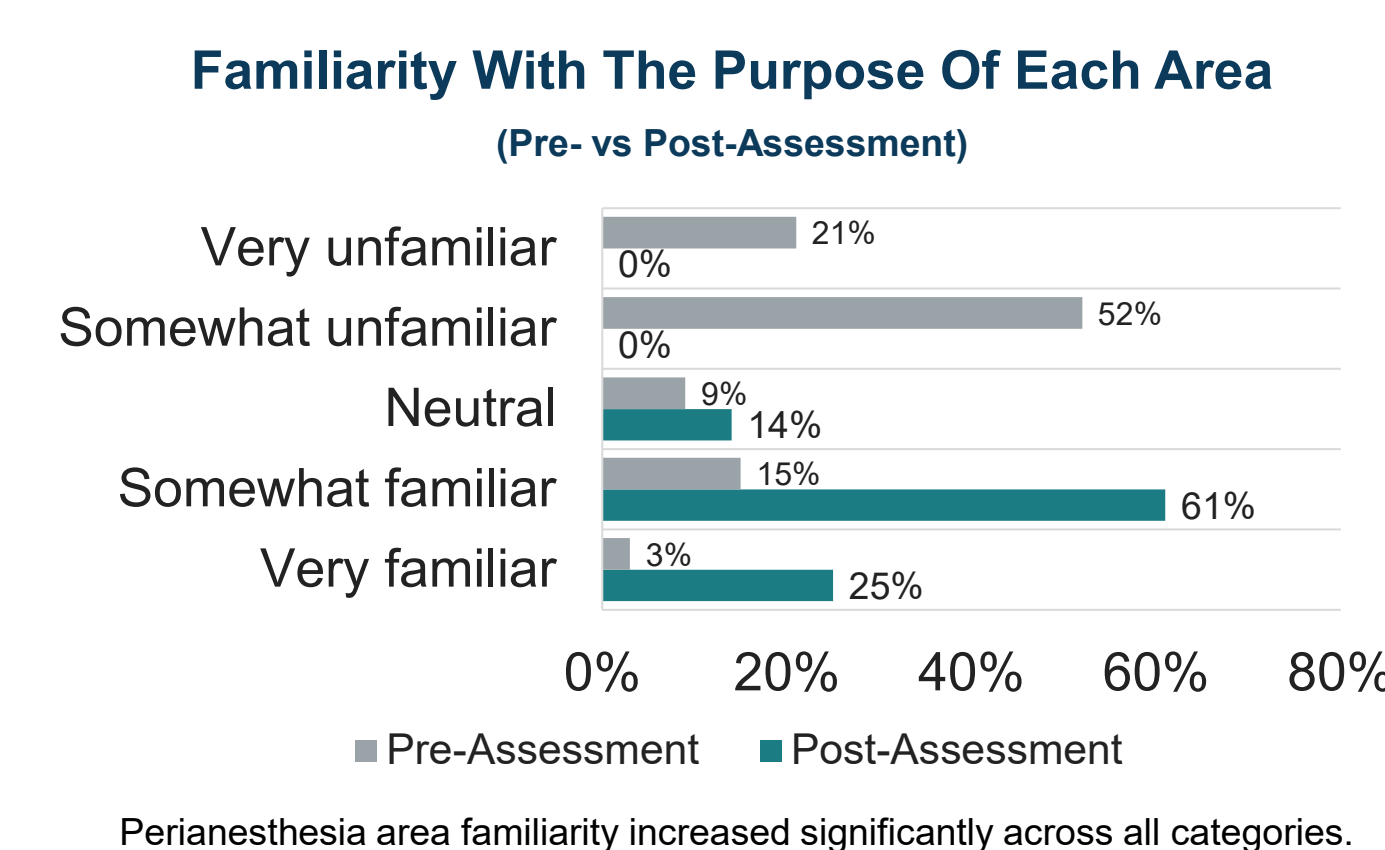 Familiarity With The Purpose Of Each Area
(Pre- vs Post-Assessment)
Very unfamiliar
21%
0%
Somewhat unfamiliar
52%
0%
Neutral
9%
14%
Somewhat familiar
15%
61%
Very familiar
3%
25%
0% 20% 40% 60% 80%
Pre-Assessment Post-Assessment
Perianesthesia area familiarity increased significantly across all categories.